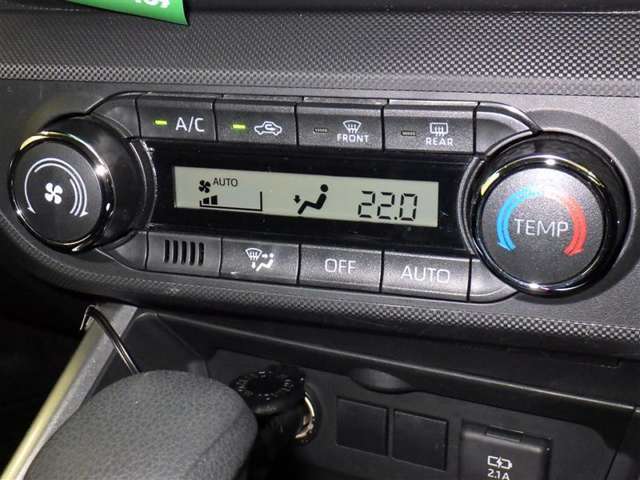 A/C
FRONT
REAR
AUTO
22.0
TEMP
OFF
AUTO
2.1A